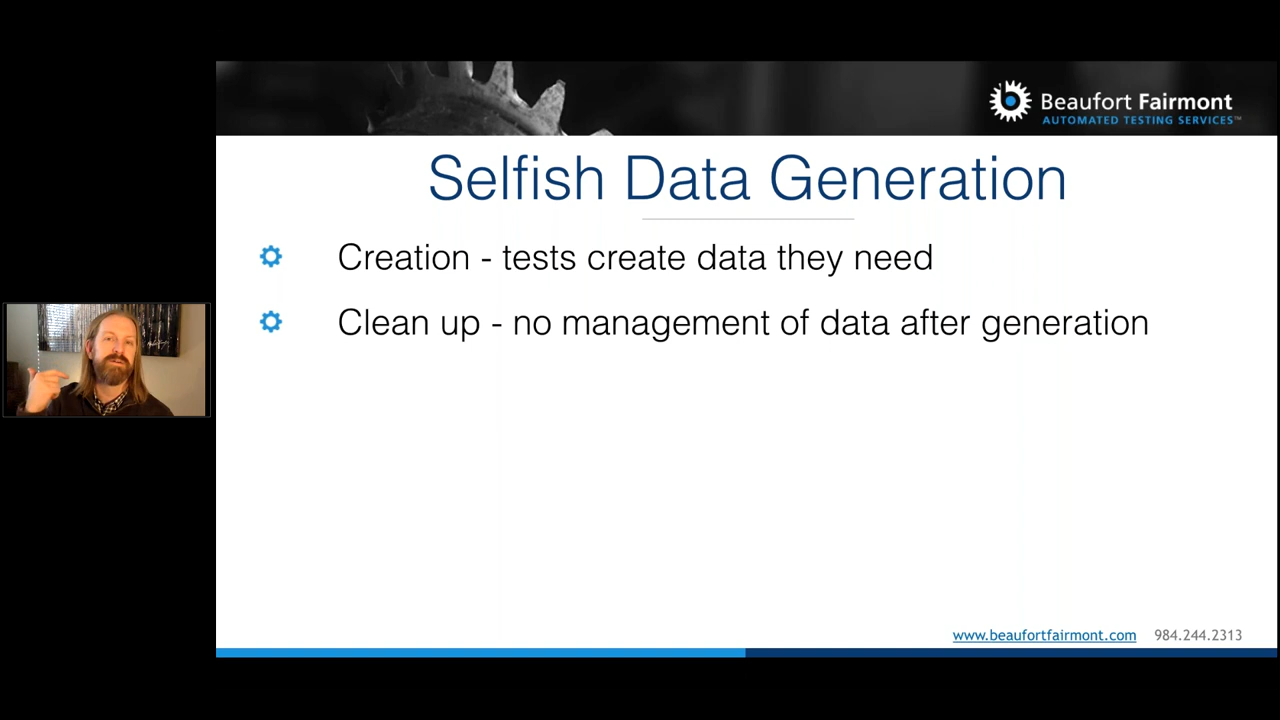 Beaufort Fairmont
AUTOMATED TESTING SERVICES™
Selfish Data Generation
Creation - tests create data they need
Clean up - no management of data after generation
www.beaufortfairmont.com 984.244.2313